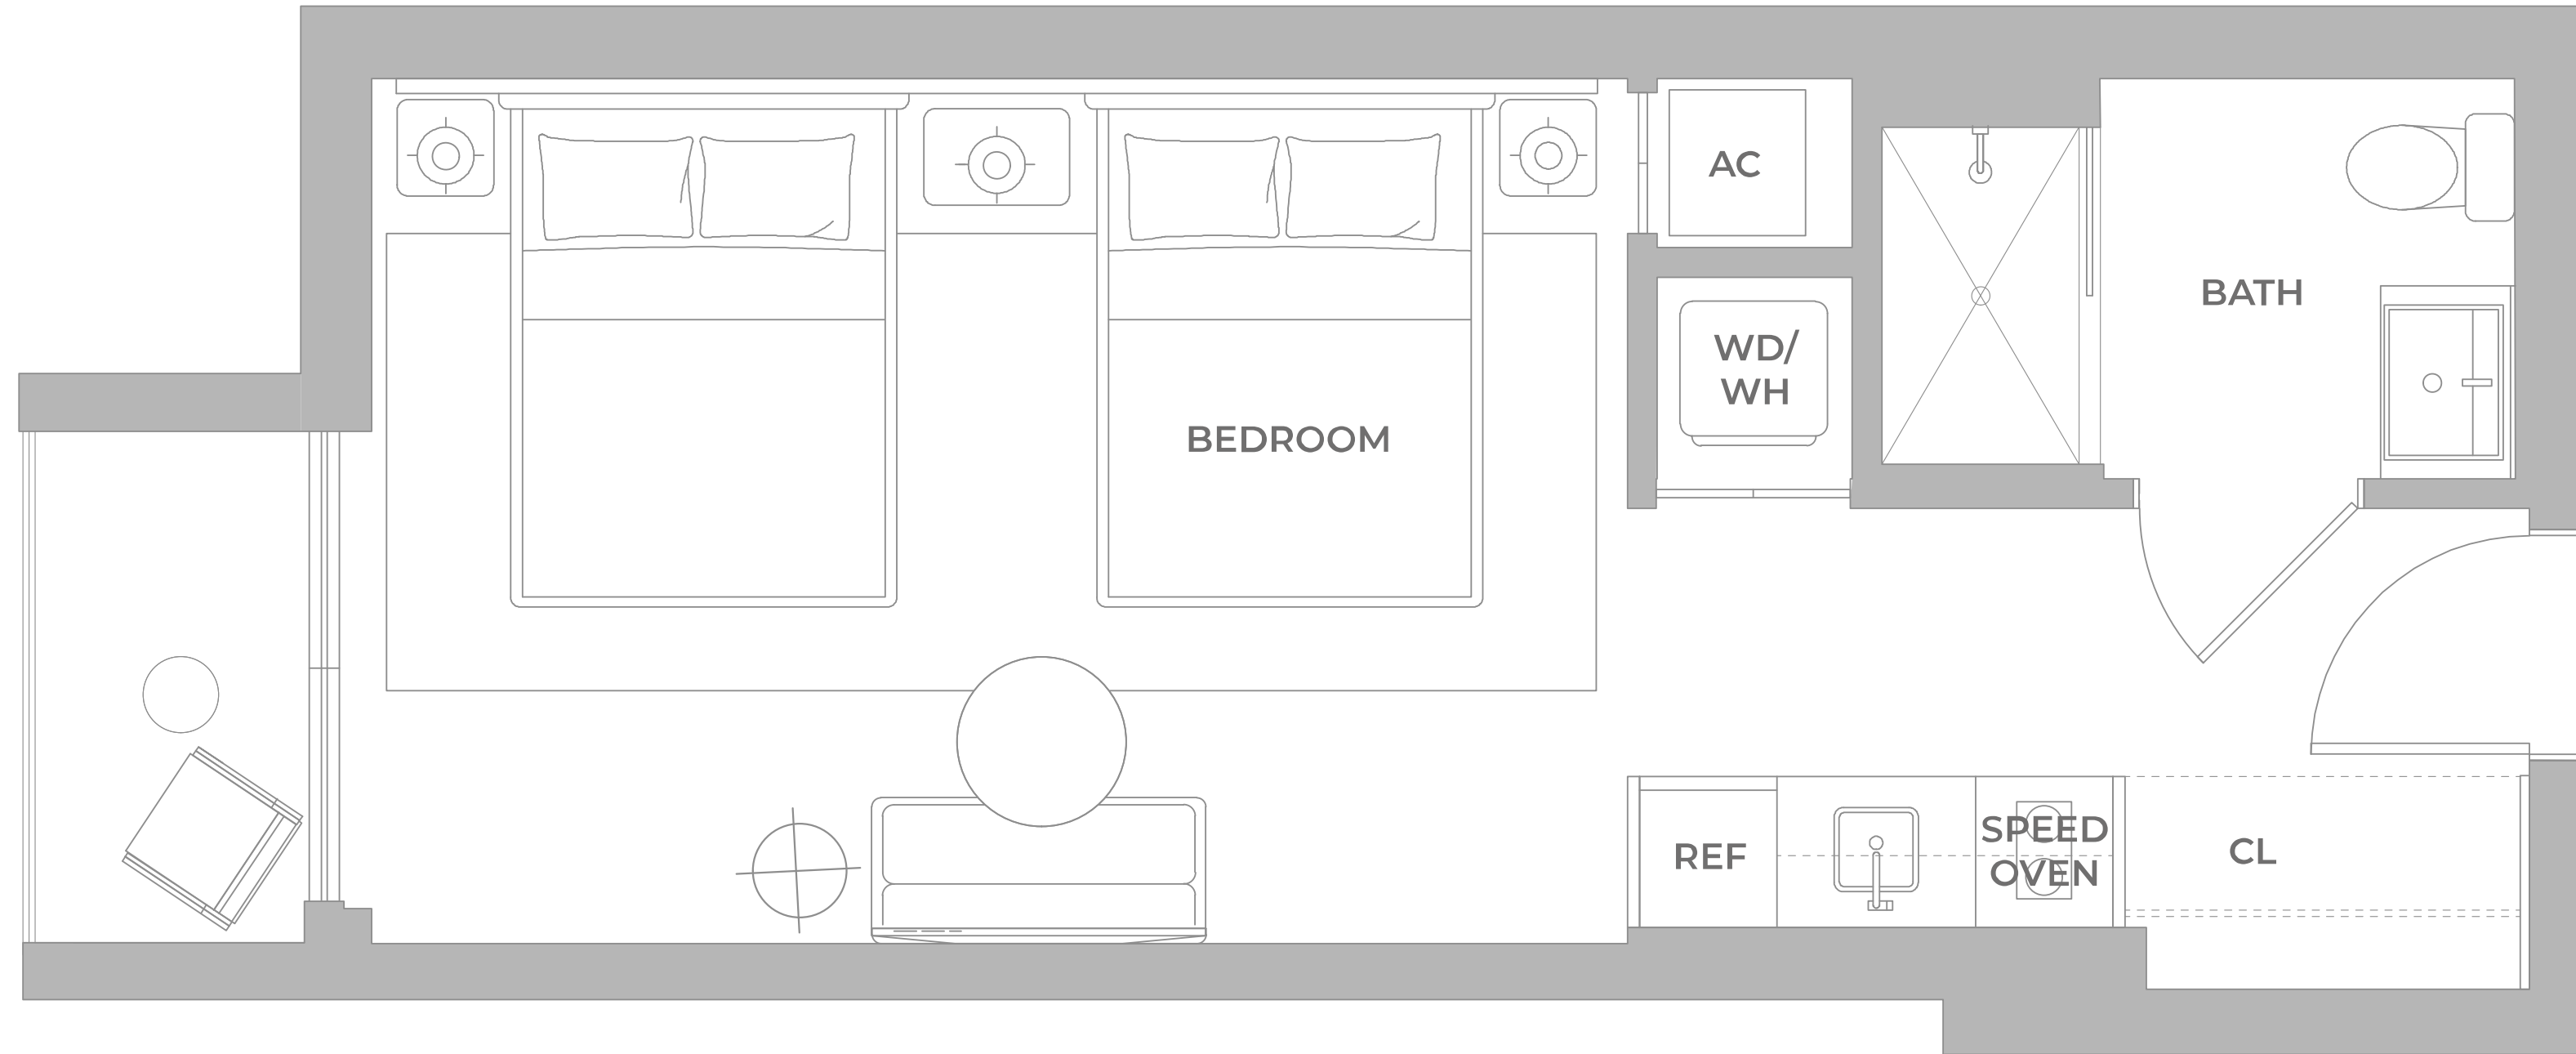 AC
BATH
WD/
WH
BEDROOM
REF
SPEED
OVEN
CL